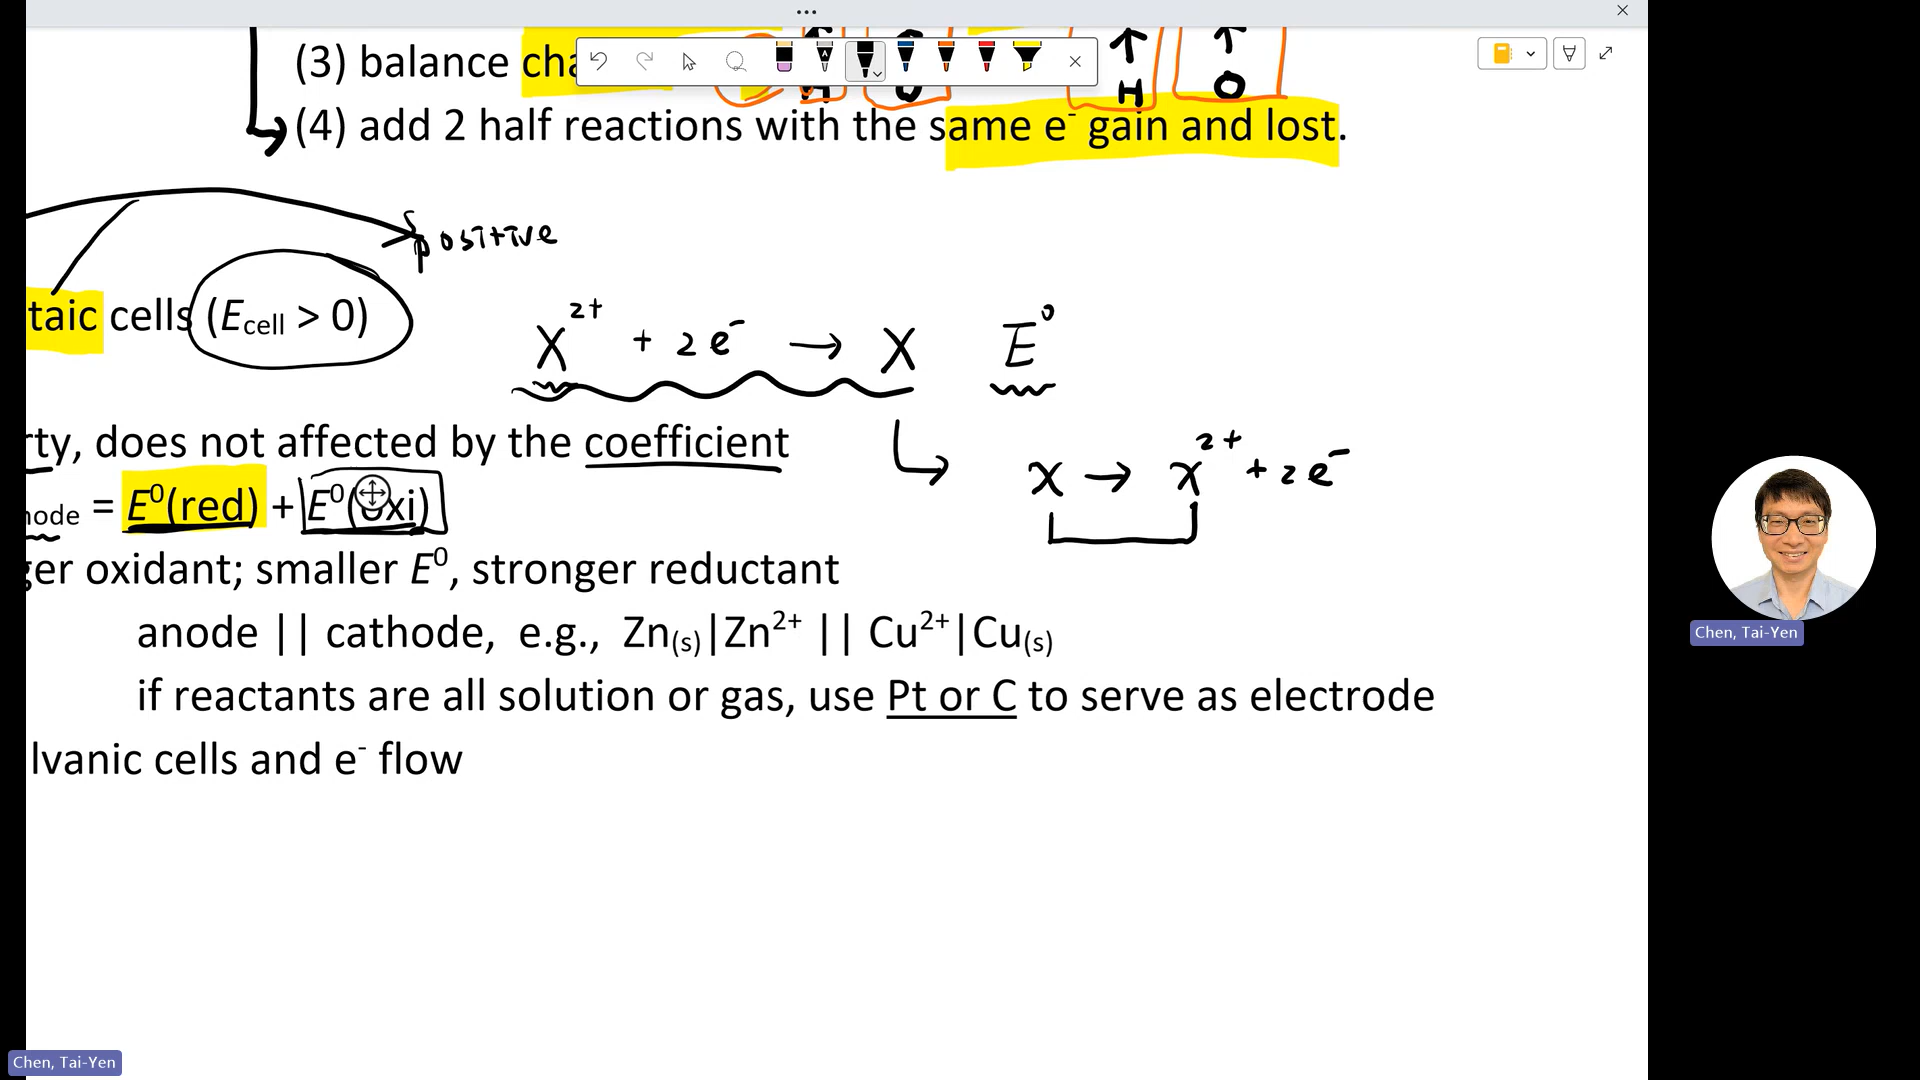 (3) balance cha
H
O
(4) add 2 half reactions with the same e⁻ gain and lost.
positive
taic cells (Ecell > 0)
X²⁺ + 2e⁻ → X E⁰
rty, does not affected by the coefficient
X → X²⁺ + 2e⁻
node = E⁰(red) + E⁰(oxi)
ger oxidant; smaller E⁰, stronger reductant
anode || cathode, e.g., Zn(s)|Zn²⁺ || Cu²⁺|Cu(s)
if reactants are all solution or gas, use Pt or C to serve as electrode
lvanic cells and e⁻ flow
Chen, Tai-Yen
Chen, Tai-Yen